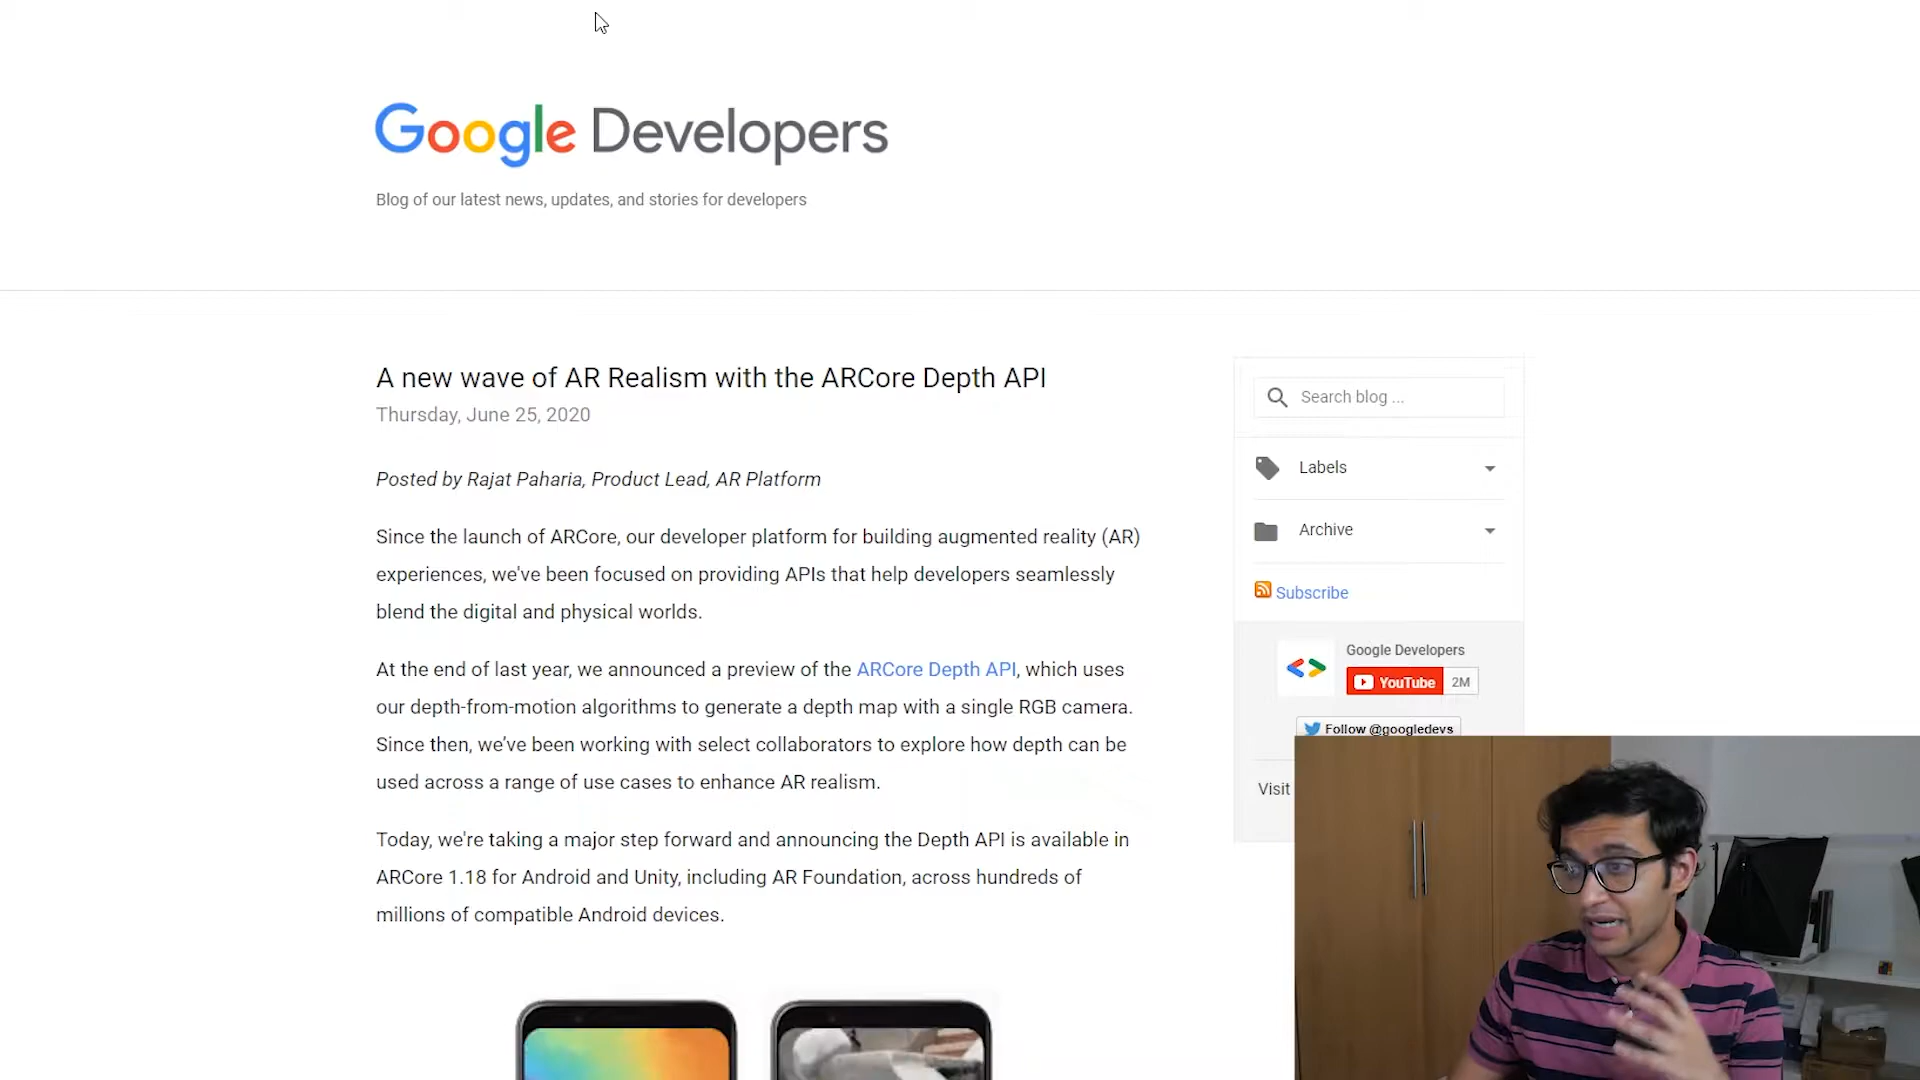 Google Developers
Blog of our latest news, updates, and stories for developers
A new wave of AR Realism with the ARCore Depth API
Thursday, June 25, 2020
Posted by Rajat Paharia, Product Lead, AR Platform
Since the launch of ARCore, our developer platform for building augmented reality (AR)
experiences, we've been focused on providing APIs that help developers seamlessly
blend the digital and physical worlds.
At the end of last year, we announced a preview of the ARCore Depth API, which uses
our depth-from-motion algorithms to generate a depth map with a single RGB camera.
Since then, we’ve been working with select collaborators to explore how depth can be
used across a range of use cases to enhance AR realism.
Today, we're taking a major step forward and announcing the Depth API is available in
ARCore 1.18 for Android and Unity, including AR Foundation, across hundreds of
millions of compatible Android devices.
Search blog ...
Labels
Archive
Subscribe
Google Developers
YouTube 2M
Follow @googledevs
Visit